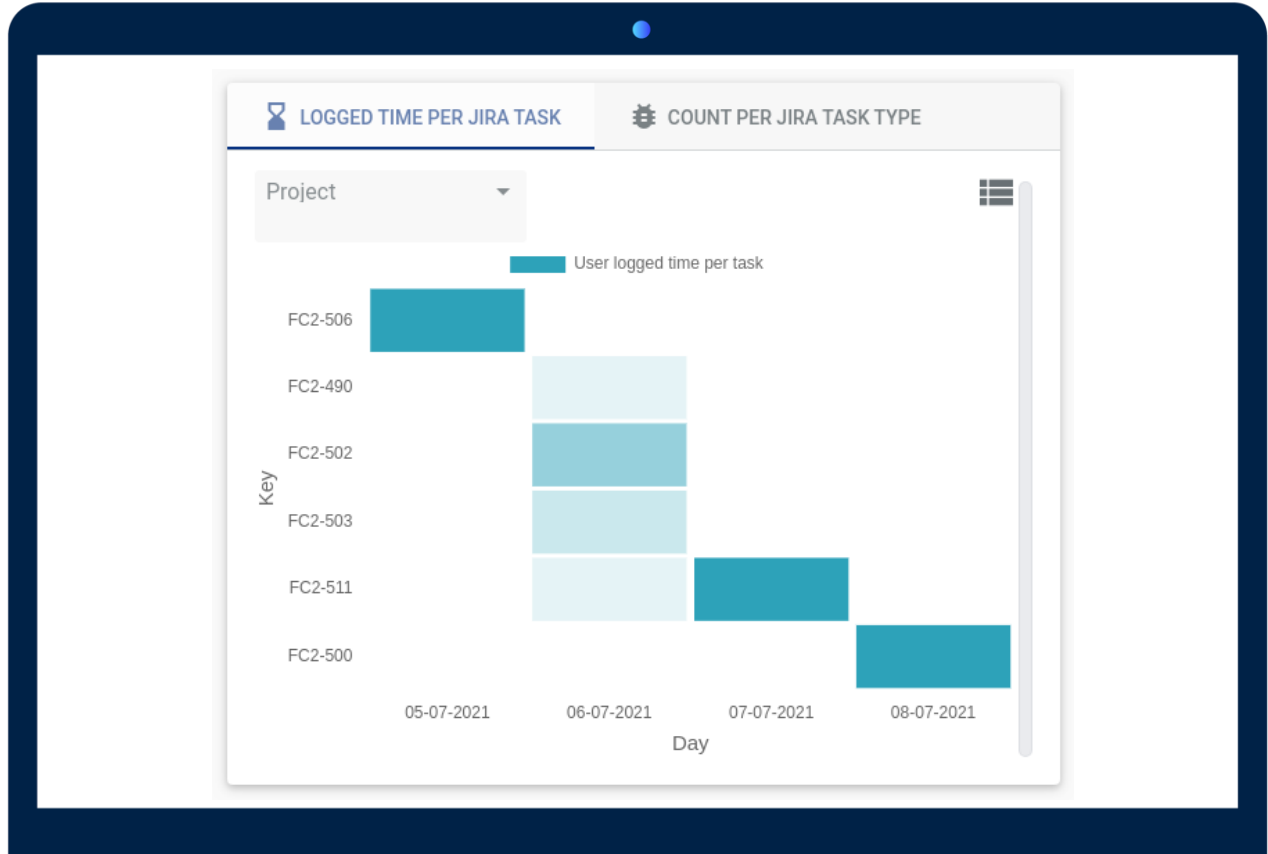 LOGGED TIME PER JIRA TASK
COUNT PER JIRA TASK TYPE
Project
User logged time per task
FC2-506
FC2-490
FC2-502
Key
FC2-503
FC2-511
FC2-500
05-07-2021 06-07-2021 07-07-2021 08-07-2021
Day